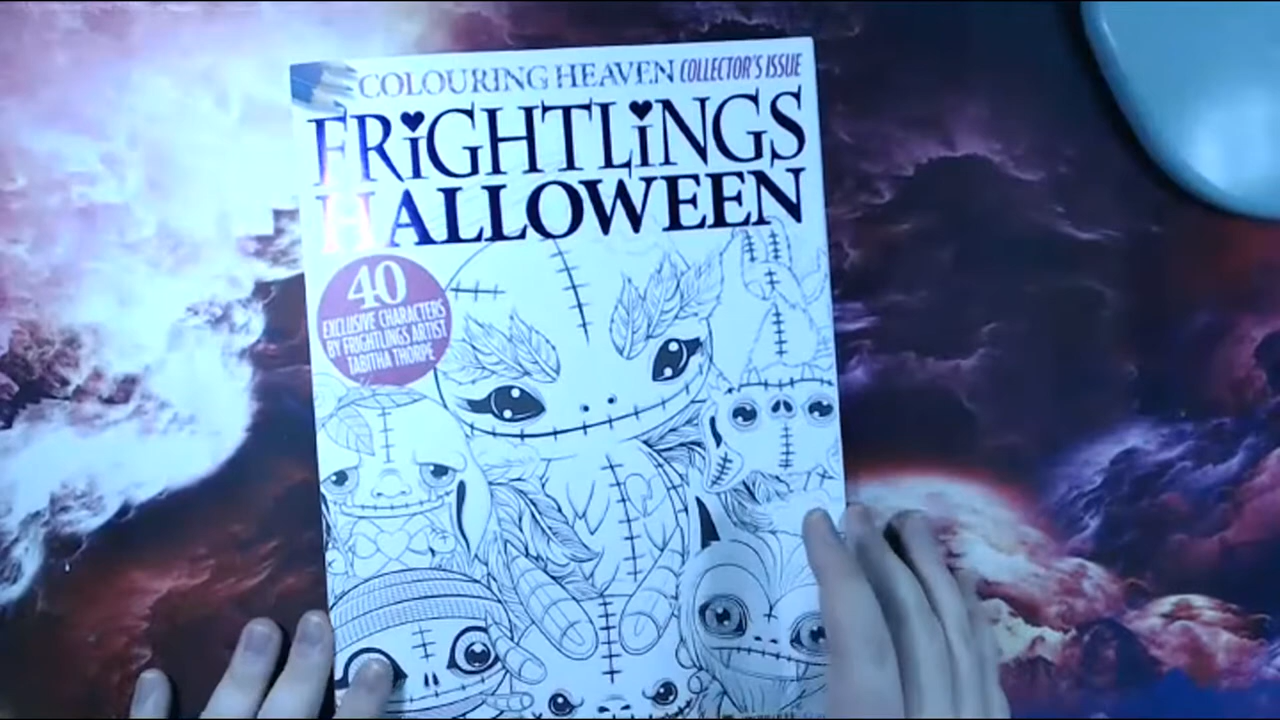 COLOURING HEAVEN COLLECTOR'S ISSUE
FRiGHTLiNGS
HALLOWEEN
40
EXCLUSIVE CHARACTERS
BY FRIGHTLINGS ARTIST
TABITHA THORPE